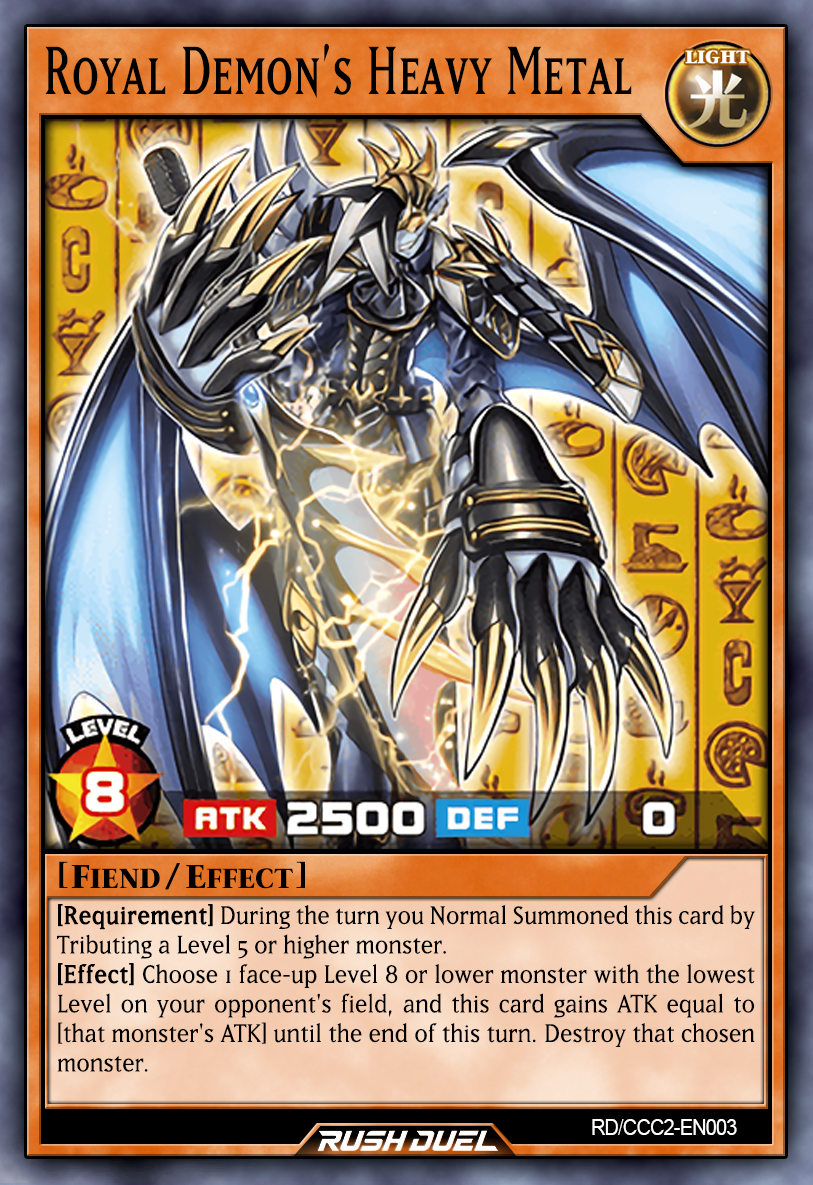 Royal Demon's Heavy Metal
LIGHT
光
LEVEL
8
ATK 2500 DEF 0
[Fiend / Effect]
[Requirement] During the turn you Normal Summoned this card by
Tributing a Level 5 or higher monster.
[Effect] Choose 1 face-up Level 8 or lower monster with the lowest
Level on your opponent's field, and this card gains ATK equal to
[that monster's ATK] until the end of this turn. Destroy that chosen
monster.
RUSH DUEL
RD/CCC2-EN003